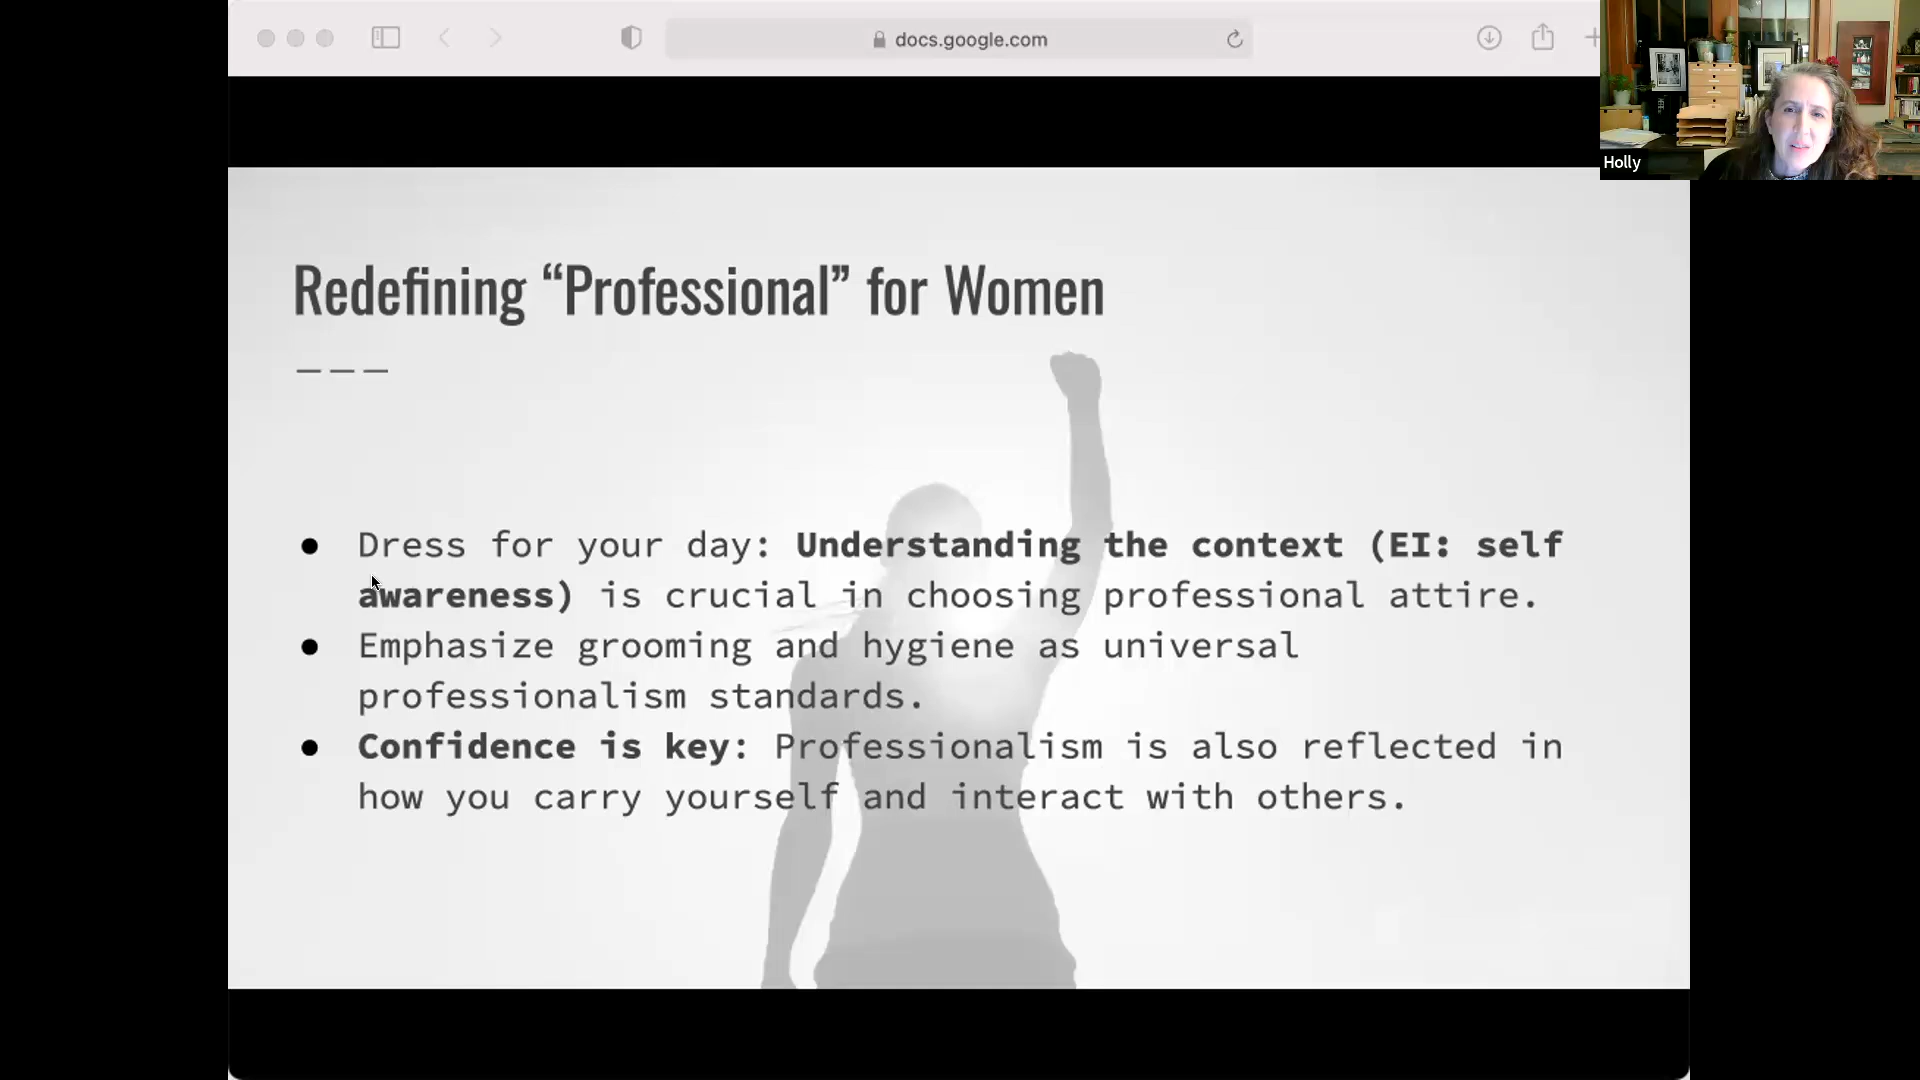 docs.google.com
Holly
Redefining “Professional” for Women
● Dress for your day: Understanding the context (EI: self
awareness) is crucial in choosing professional attire.
● Emphasize grooming and hygiene as universal
professionalism standards.
● Confidence is key: Professionalism is also reflected in
how you carry yourself and interact with others.